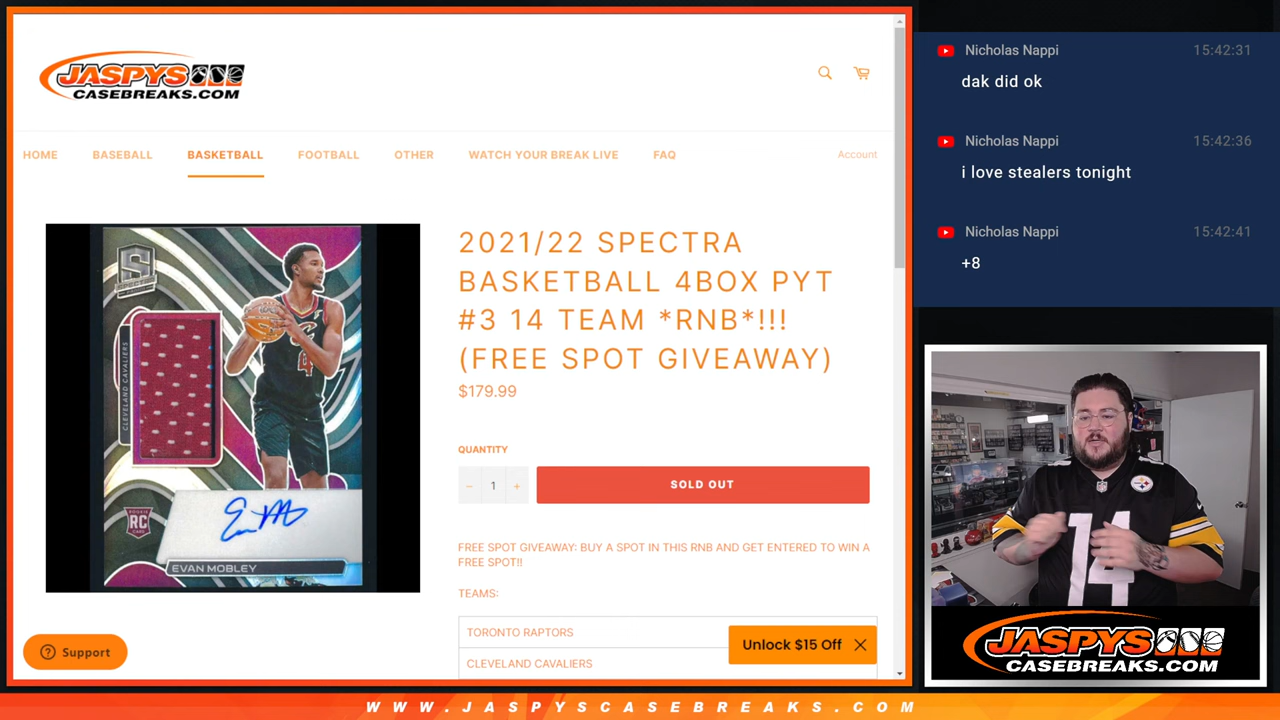 JASPYS
CASEBREAKS.COM
HOME
BASEBALL
BASKETBALL
FOOTBALL
OTHER
WATCH YOUR BREAK LIVE
FAQ
Account
S
SPECTRA
CLEVELAND CAVALIERS
ROOKIE
RC
EVAN MOBLEY
2021/22 SPECTRA
BASKETBALL 4BOX PYT
#3 14 TEAM *RNB*!!!
(FREE SPOT GIVEAWAY)
$179.99
QUANTITY
− 1 +
SOLD OUT
FREE SPOT GIVEAWAY: BUY A SPOT IN THIS RNB AND GET ENTERED TO WIN A
FREE SPOT!!
TEAMS:
TORONTO RAPTORS
CLEVELAND CAVALIERS
Unlock $15 Off
Support
Nicholas Nappi 15:42:31
dak did ok
Nicholas Nappi 15:42:36
i love stealers tonight
Nicholas Nappi 15:42:41
+8
14
JASPYS
CASEBREAKS.COM
WWW.JASPYSCASEBREAKS.COM